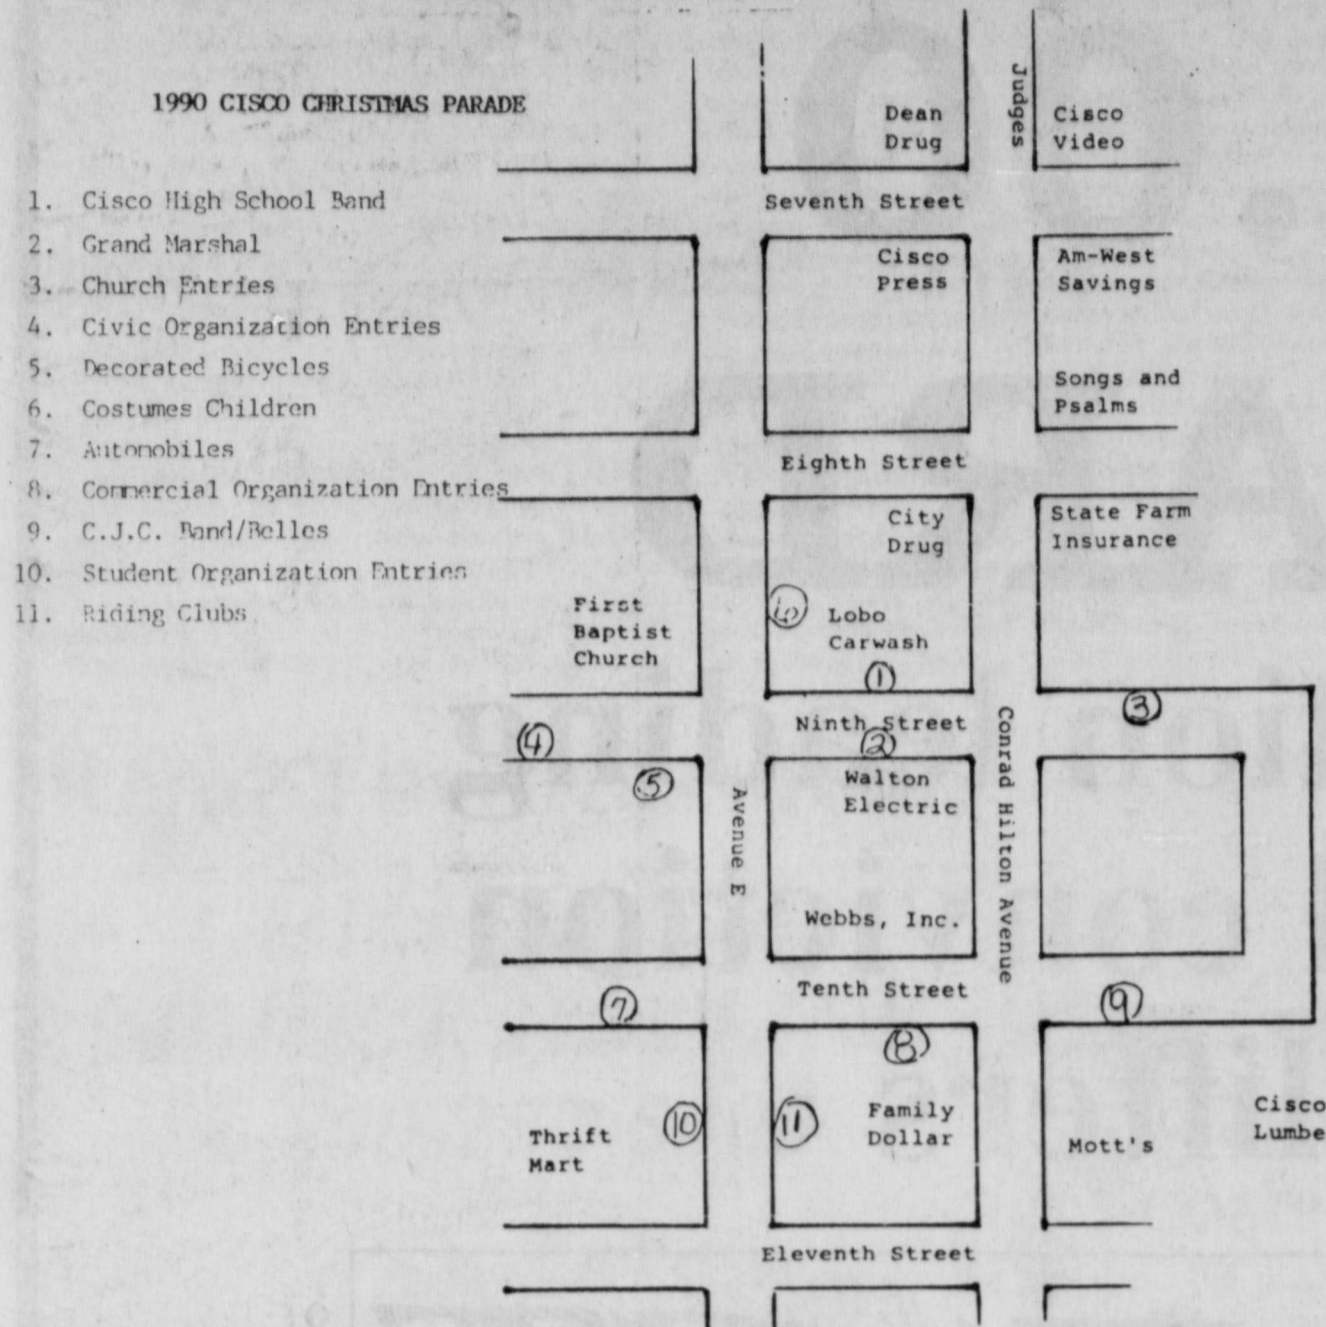 1990 CISCO CHRISTMAS PARADE
1. Cisco High School Band
2. Grand Marshal
3. Church Entries
4. Civic Organization Entries
5. Decorated Bicycles
6. Costumes Children
7. Automobiles
8. Commercial Organization Entries
9. C.J.C. Band/Belles
10. Student Organization Entries
11. Riding Clubs
Dean
Drug
Judges
Cisco
Video
Seventh Street
Cisco
Press
Am-West
Savings
Songs and
Psalms
Eighth Street
City
Drug
State Farm
Insurance
First
Baptist
Church
6
Lobo
Carwash
1
3
Ninth Street
4
2
5
Walton
Electric
Avenue E
Conrad Hilton Avenue
Webbs, Inc.
Tenth Street
7
9
8
10
11
Family
Dollar
Thrift
Mart
Mott's
Cisco
Lumbe
Eleventh Street